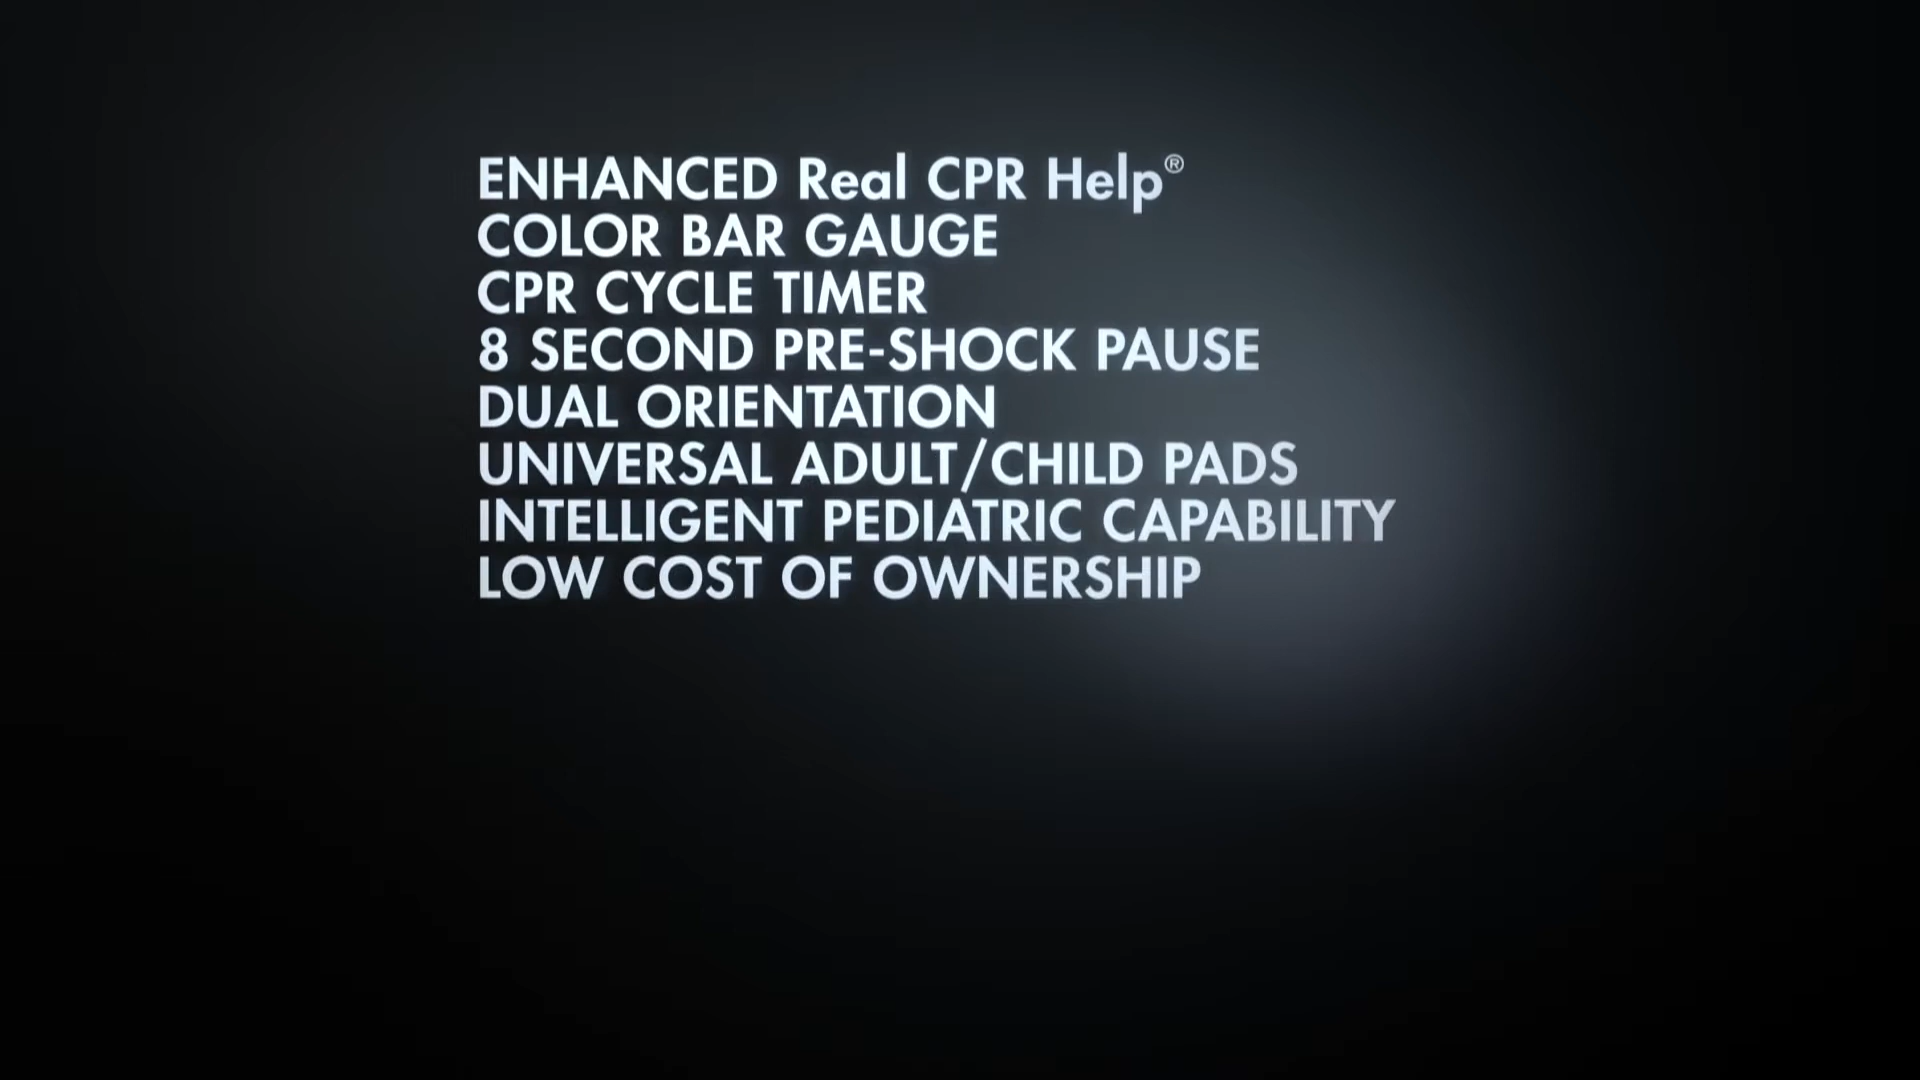 ENHANCED Real CPR Help®
COLOR BAR GAUGE
CPR CYCLE TIMER
8 SECOND PRE-SHOCK PAUSE
DUAL ORIENTATION
UNIVERSAL ADULT/CHILD PADS
INTELLIGENT PEDIATRIC CAPABILITY
LOW COST OF OWNERSHIP